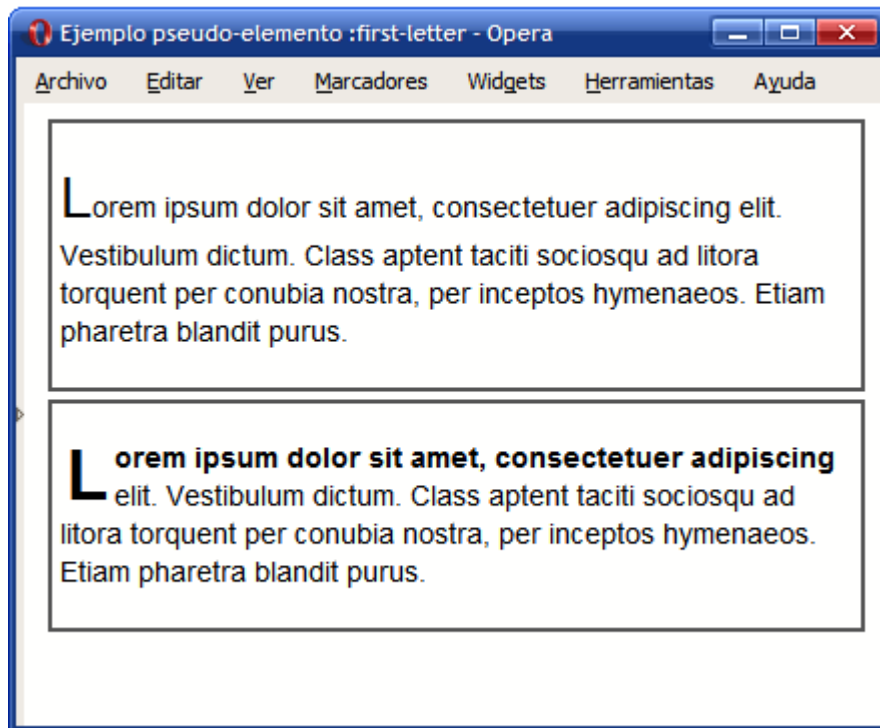 Ejemplo pseudo-elemento :first-letter - Opera
Archivo Editar Ver Marcadores Widgets Herramientas Ayuda
Lorem ipsum dolor sit amet, consectetuer adipiscing elit.
Vestibulum dictum. Class aptent taciti sociosqu ad litora
torquent per conubia nostra, per inceptos hymenaeos. Etiam
pharetra blandit purus.
Lorem ipsum dolor sit amet, consectetuer adipiscing
elit. Vestibulum dictum. Class aptent taciti sociosqu ad
litora torquent per conubia nostra, per inceptos hymenaeos.
Etiam pharetra blandit purus.